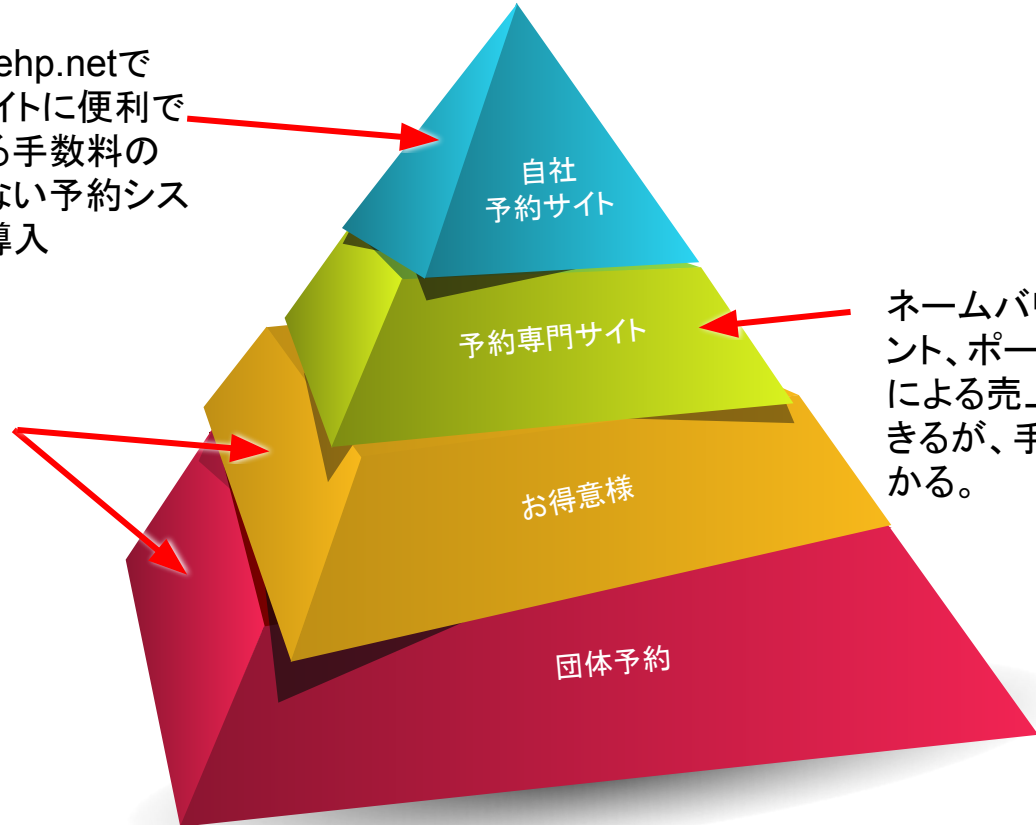 ehp.netで
イトに便利で
る手数料の
ない予約シス
導入
自社
予約サイト
予約専門サイト
お得意様
団体予約
ネームバリ
ント、ポー
による売上
きるが、手
かる。